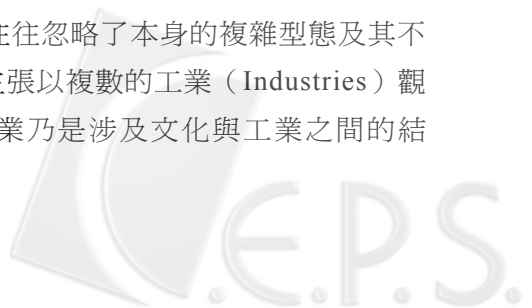 往往忽略了本身的複雜型態及其不
主張以複數的工業（Industries）觀
業乃是涉及文化與工業之間的結
C.E.P.S.